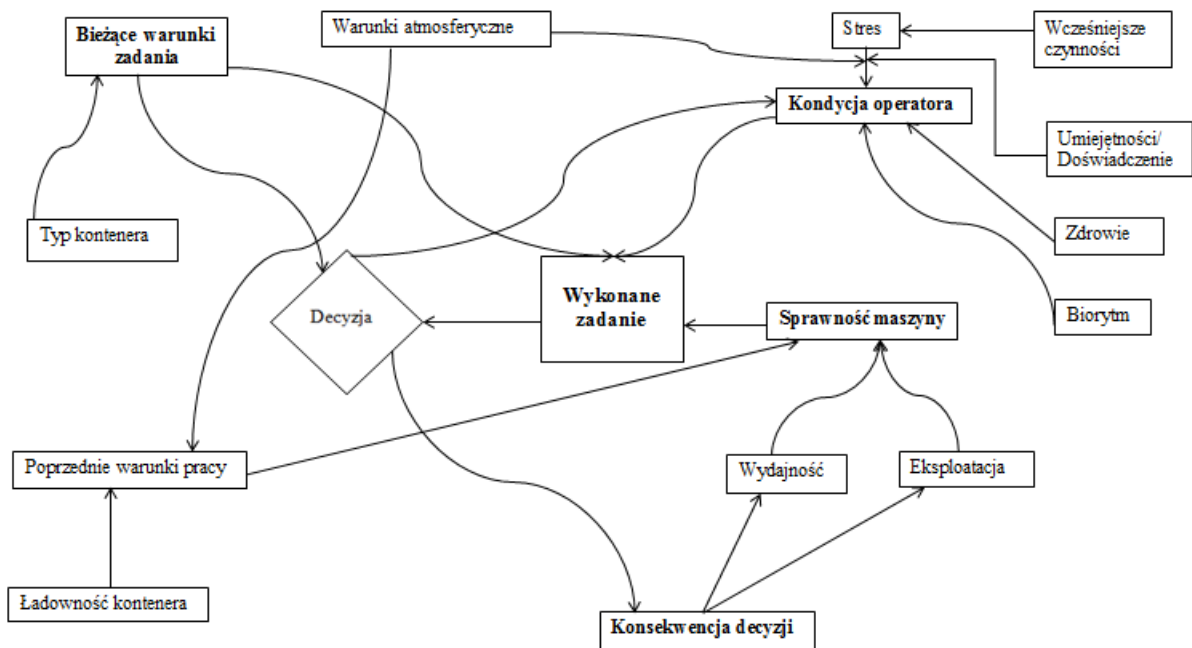 Bieżące warunki
zadania
Warunki atmosferyczne
Stres
Wcześniejsze
czynności
Kondycja operatora
Umiejętności/
Doświadczenie
Typ kontenera
Zdrowie
Decyzja
Wykonane
zadanie
Sprawność maszyny
Biorytm
Poprzednie warunki pracy
Wydajność
Eksploatacja
Ładowność kontenera
Konsekwencja decyzji